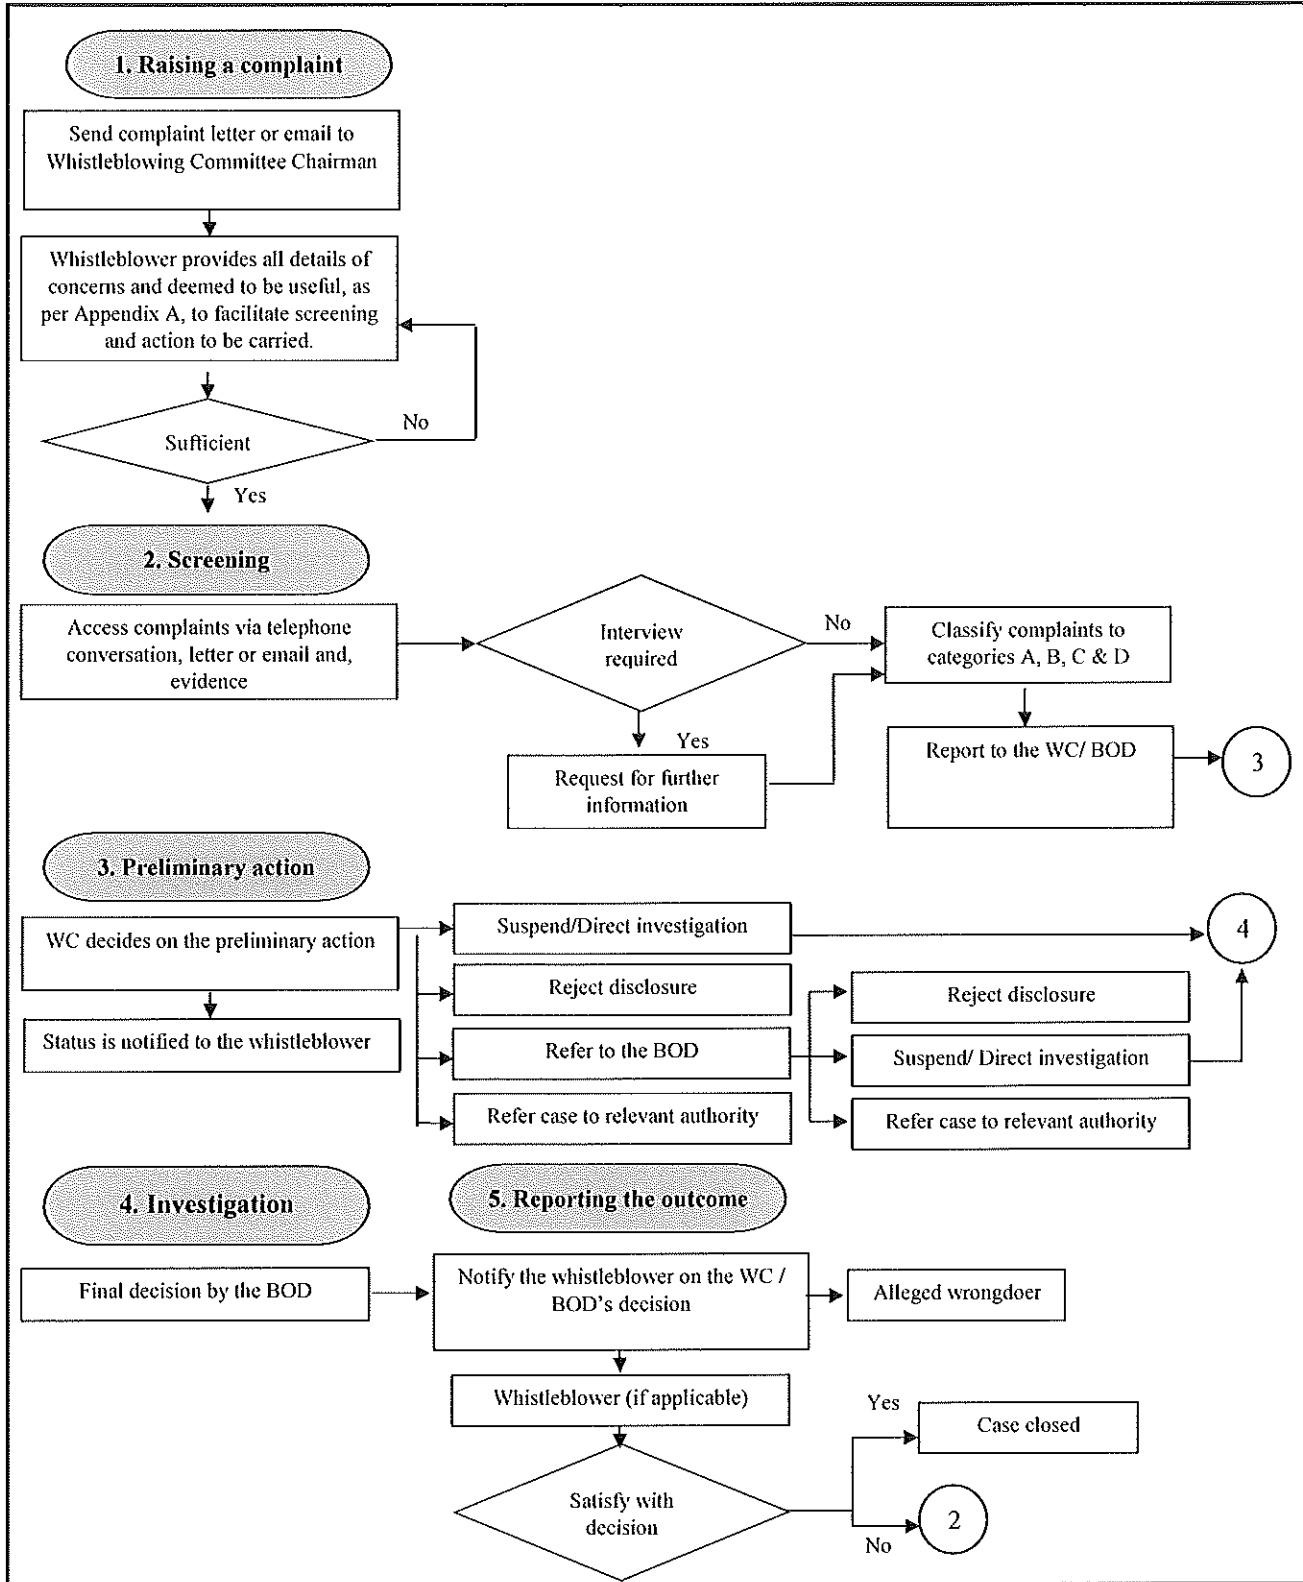 1. Raising a complaint
Send complaint letter or email to
Whistleblowing Committee Chairman
Whistleblower provides all details of
concerns and deemed to be useful, as
per Appendix A, to facilitate screening
and action to be carried.
Sufficient
No
Yes
2. Screening
Access complaints via telephone
conversation, letter or email and,
evidence
Interview
required
No
Yes
Classify complaints to
categories A, B, C & D
Request for further
information
Report to the WC/ BOD
3
3. Preliminary action
WC decides on the preliminary action
Status is notified to the whistleblower
Suspend/Direct investigation
4
Reject disclosure
Refer to the BOD
Refer case to relevant authority
Reject disclosure
Suspend/ Direct investigation
Refer case to relevant authority
4. Investigation
5. Reporting the outcome
Final decision by the BOD
Notify the whistleblower on the WC /
BOD's decision
Alleged wrongdoer
Whistleblower (if applicable)
Satisfy with
decision
Yes
Case closed
No
2